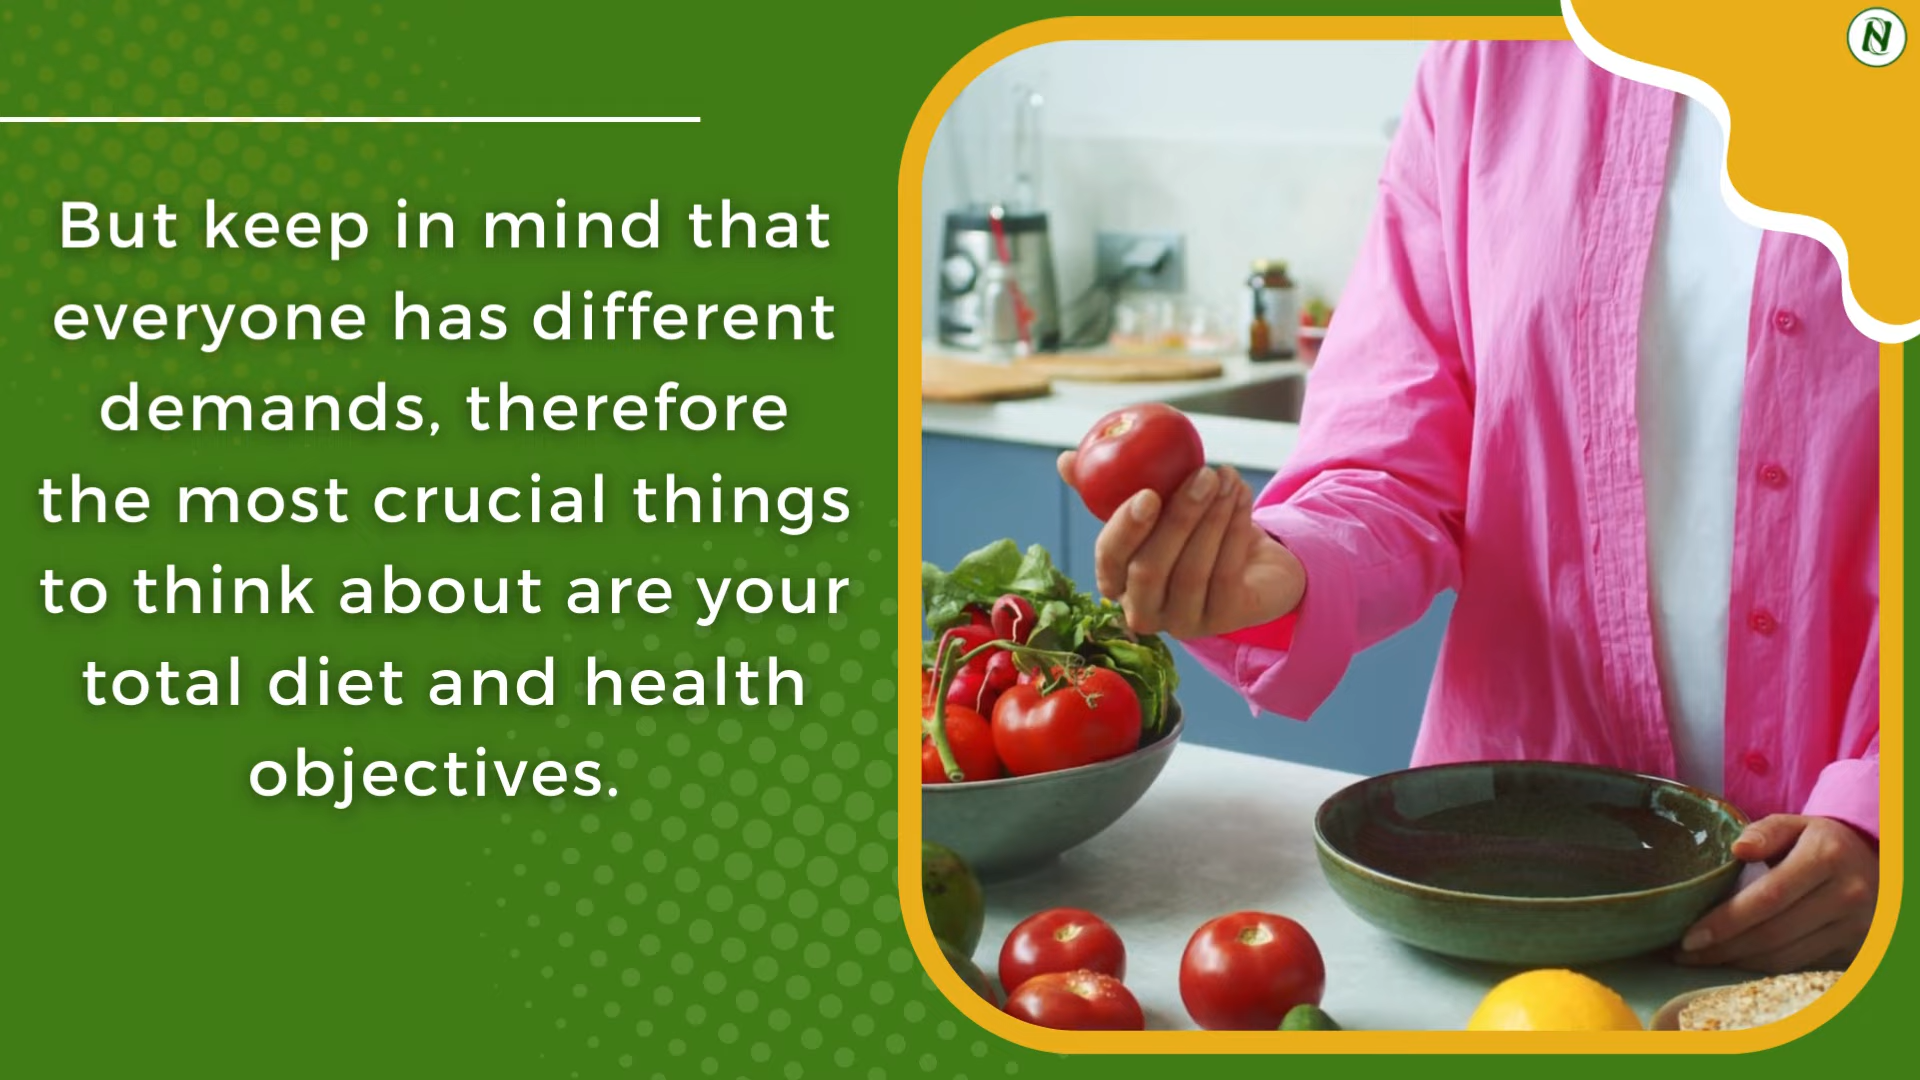 But keep in mind that
everyone has different
demands, therefore
the most crucial things
to think about are your
total diet and health
objectives.
N